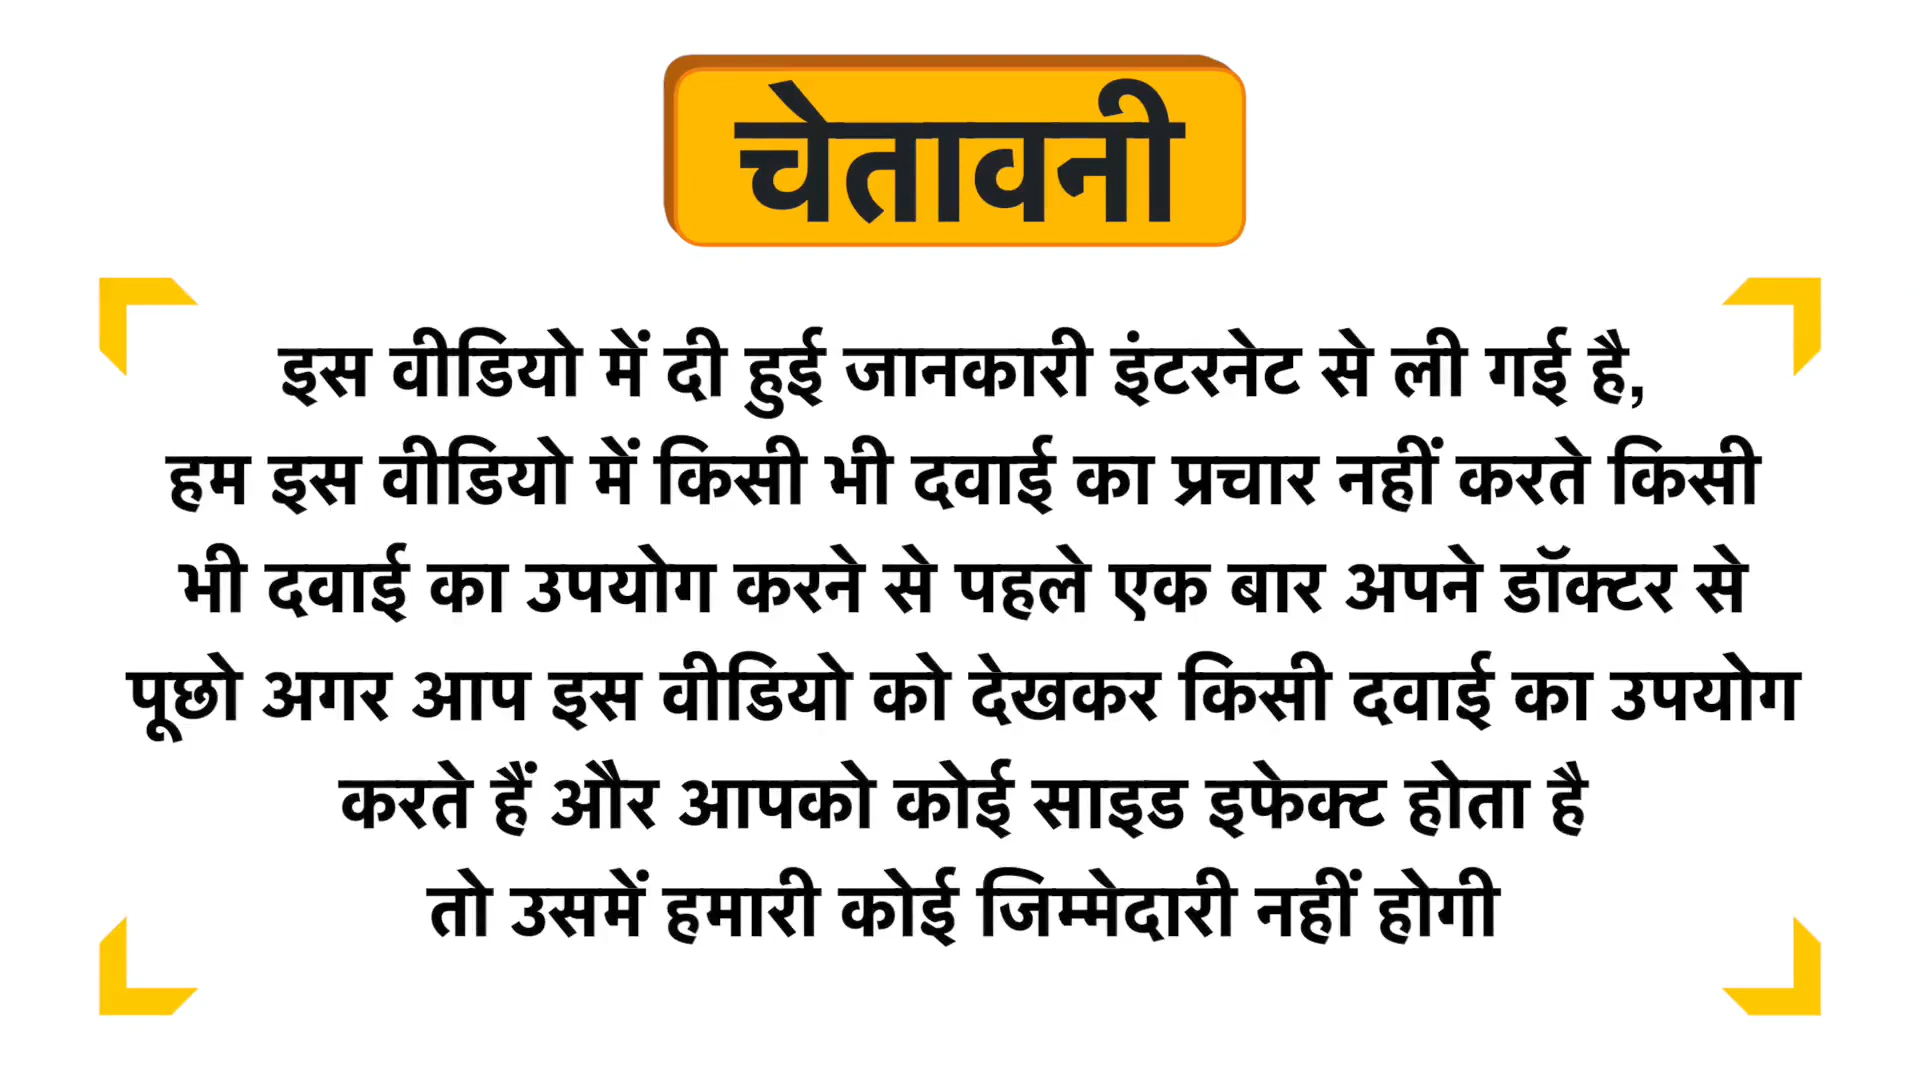 चेतावनी
इस वीडियो में दी हुई जानकारी इंटरनेट से ली गई है,
हम इस वीडियो में किसी भी दवाई का प्रचार नहीं करते किसी
भी दवाई का उपयोग करने से पहले एक बार अपने डॉक्टर से
पूछो अगर आप इस वीडियो को देखकर किसी दवाई का उपयोग
करते हैं और आपको कोई साइड इफेक्ट होता है
तो उसमें हमारी कोई जिम्मेदारी नहीं होगी